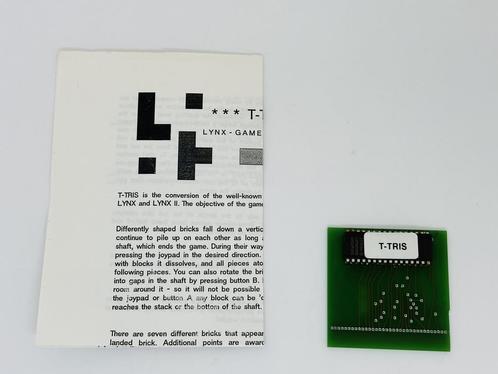 *** T-T
LYNX - GAME
T-TRIS is the conversion of the well-known
LYNX and LYNX II. The objective of the game
Differently shaped bricks fall down a vertic
continue to pile up on each other as long a
shaft, which ends the game. During their way
pressing the joypad in the desired direction.
with blocks it dissolves, and all pieces ato
following pieces. You can also rotate the bri
into gaps in the shaft by pressing button B. I
room around it - so it will not be possible
the joypad or button A any block can be 'd
reaches the stack or the bottom of the shaft.
There are seven different bricks that appear
landed brick. Additional points are award
T-TRIS